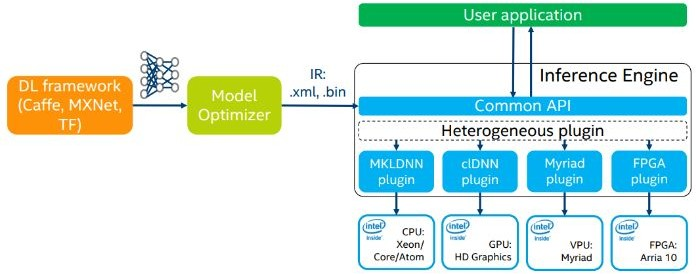 User application
DL framework
(Caffe, MXNet,
TF)
Model
Optimizer
IR:
.xml, .bin
Inference Engine
Common API
Heterogeneous plugin
MKLDNN
plugin
clDNN
plugin
Myriad
plugin
FPGA
plugin
intel
inside
CPU:
Xeon/
Core/Atom
intel
inside
GPU:
HD Graphics
intel
inside
VPU:
Myriad
intel
inside
FPGA:
Arria 10